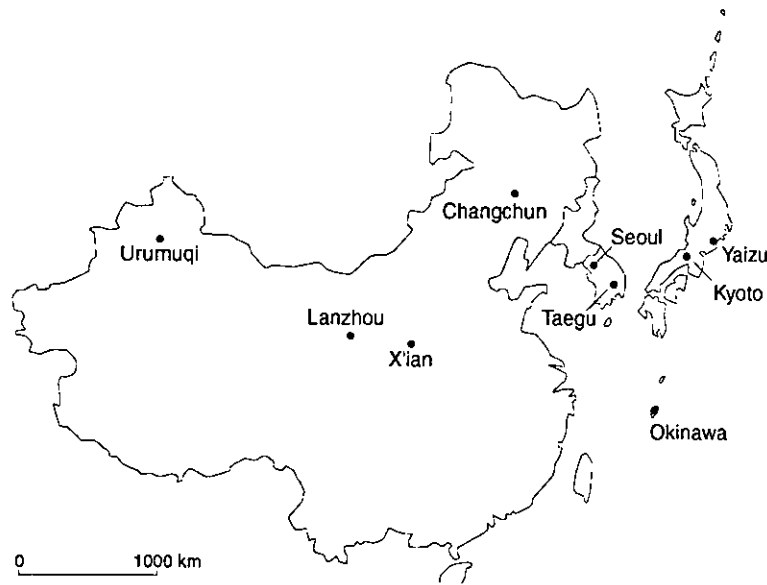 Changchun
Seoul
Urumuqi
Yaizu
Kyoto
Lanzhou
Taegu
X'ian
Okinawa
0 1000 km